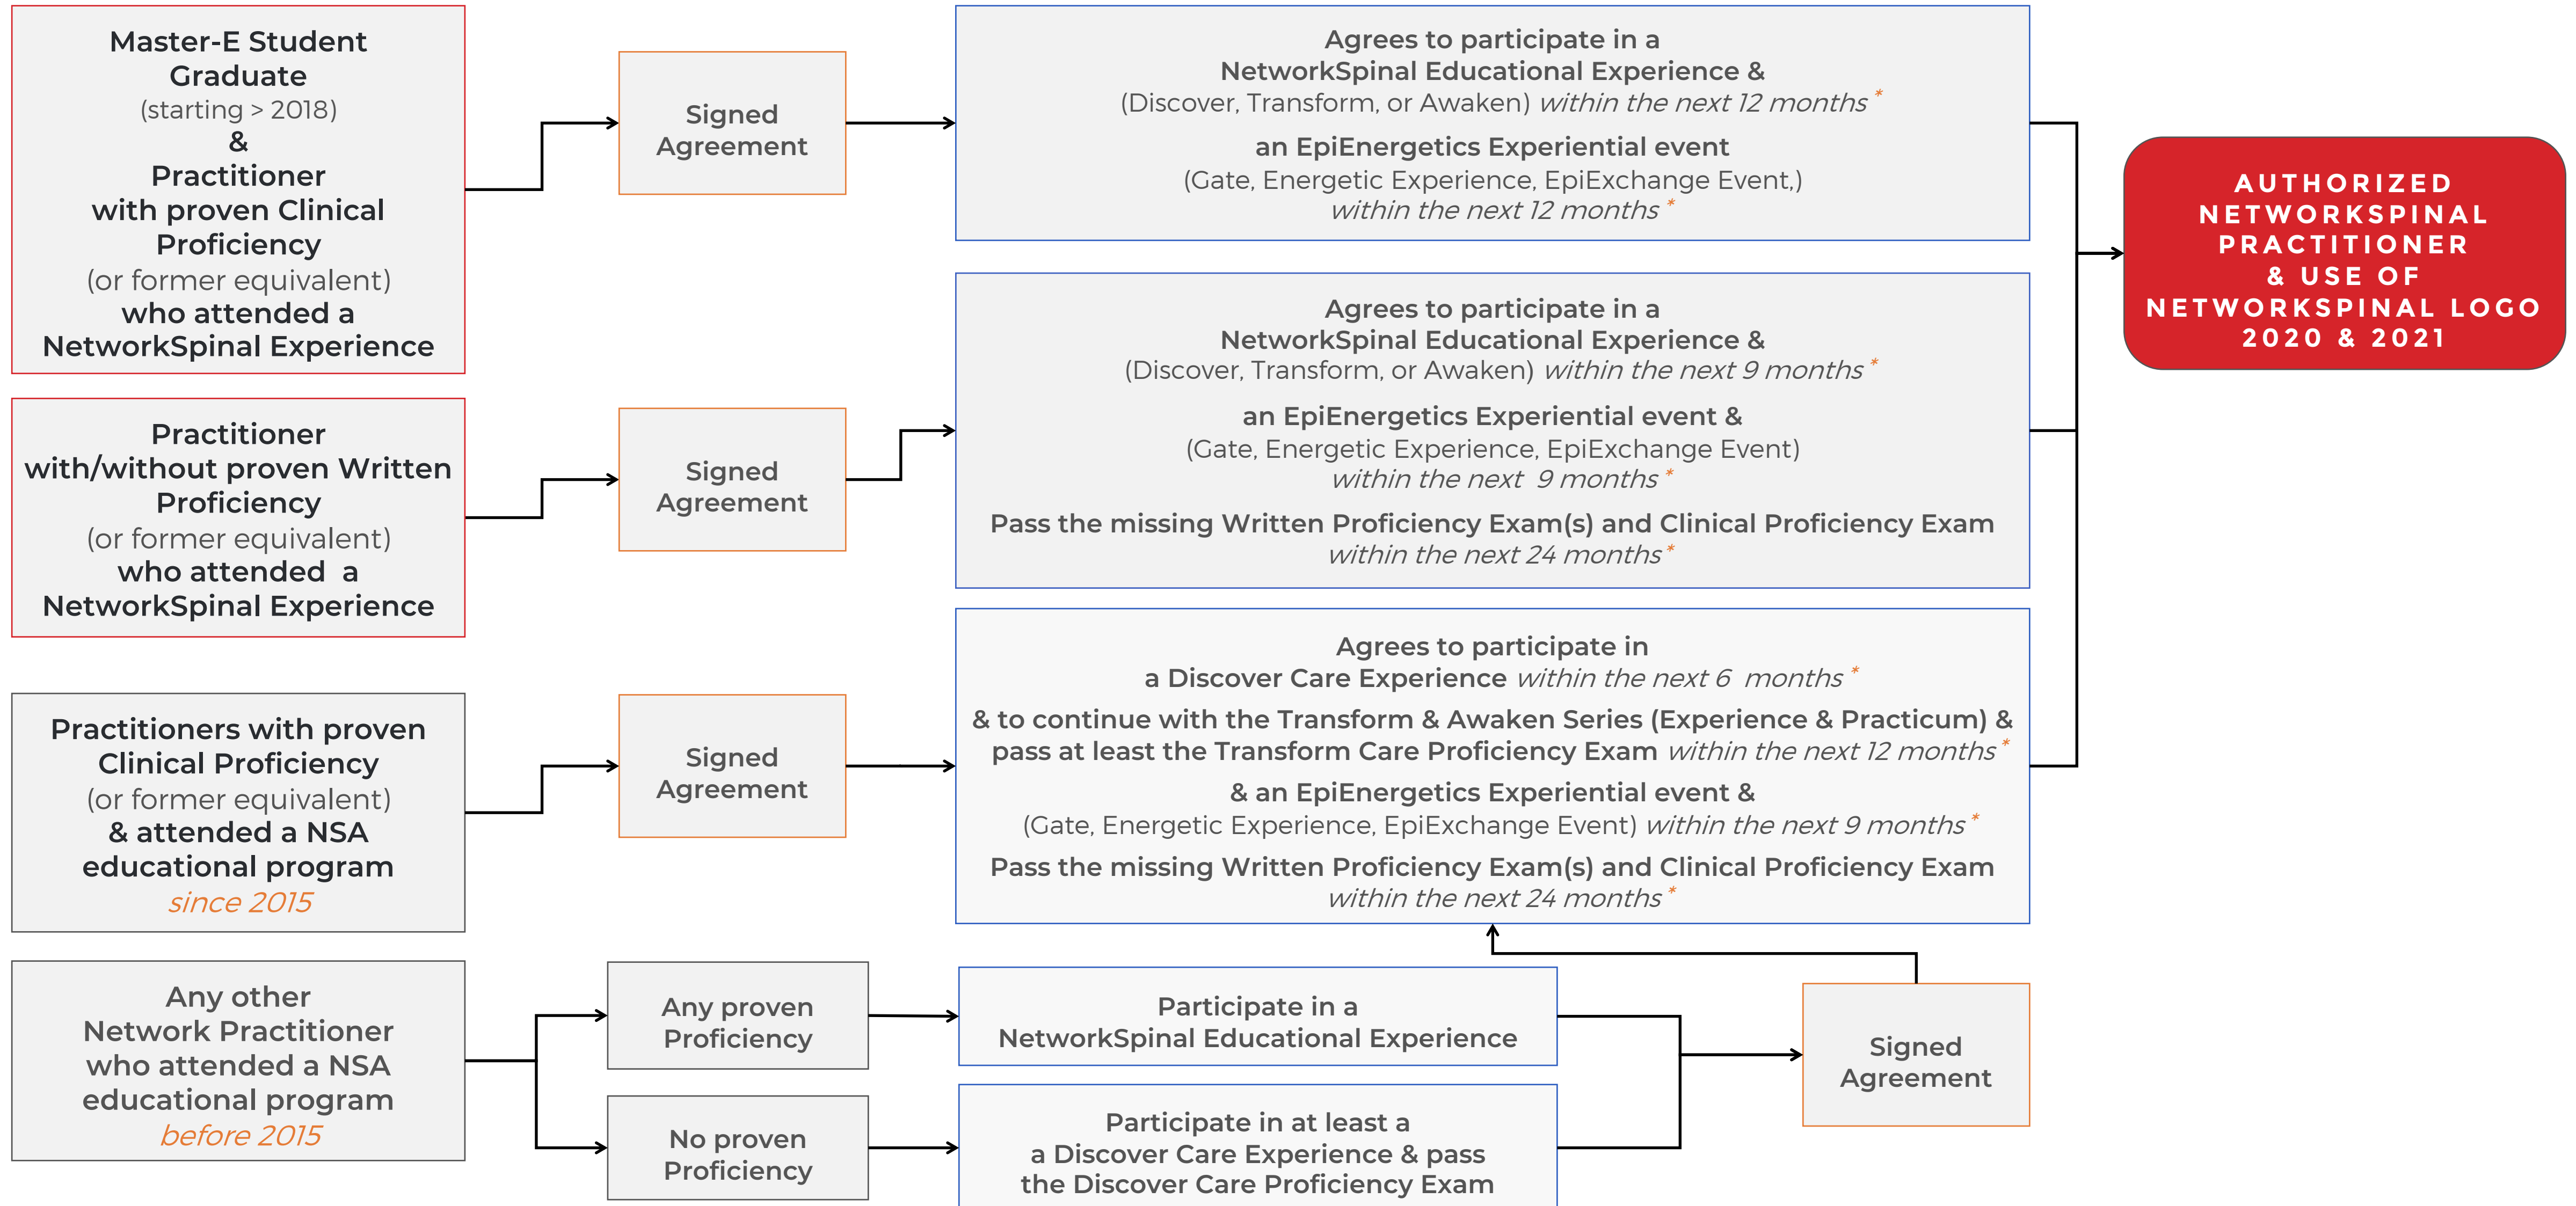 Master-E Student
Graduate
(starting > 2018)
&
Practitioner
with proven Clinical
Proficiency
(or former equivalent)
who attended a
NetworkSpinal Experience
Signed
Agreement
Agrees to participate in a
NetworkSpinal Educational Experience &
(Discover, Transform, or Awaken) within the next 12 months *
an EpiEnergetics Experiential event
(Gate, Energetic Experience, EpiExchange Event,)
within the next 12 months *
AUTHORIZED
NETWORKSPINAL
PRACTITIONER
& USE OF
NETWORKSPINAL LOGO
2020 & 2021
Practitioner
with/without proven Written
Proficiency
(or former equivalent)
who attended a
NetworkSpinal Experience
Signed
Agreement
Agrees to participate in a
NetworkSpinal Educational Experience &
(Discover, Transform, or Awaken) within the next 9 months *
an EpiEnergetics Experiential event &
(Gate, Energetic Experience, EpiExchange Event)
within the next 9 months *
Pass the missing Written Proficiency Exam(s) and Clinical Proficiency Exam
within the next 24 months *
Practitioners with proven
Clinical Proficiency
(or former equivalent)
& attended a NSA
educational program
since 2015
Signed
Agreement
Agrees to participate in
a Discover Care Experience within the next 6 months *
& to continue with the Transform & Awaken Series (Experience & Practicum) &
pass at least the Transform Care Proficiency Exam within the next 12 months *
& an EpiEnergetics Experiential event &
(Gate, Energetic Experience, EpiExchange Event) within the next 9 months *
Pass the missing Written Proficiency Exam(s) and Clinical Proficiency Exam
within the next 24 months *
Any other
Network Practitioner
who attended a NSA
educational program
before 2015
Any proven
Proficiency
Participate in a
NetworkSpinal Educational Experience
No proven
Proficiency
Participate in at least a
a Discover Care Experience & pass
the Discover Care Proficiency Exam
Signed
Agreement